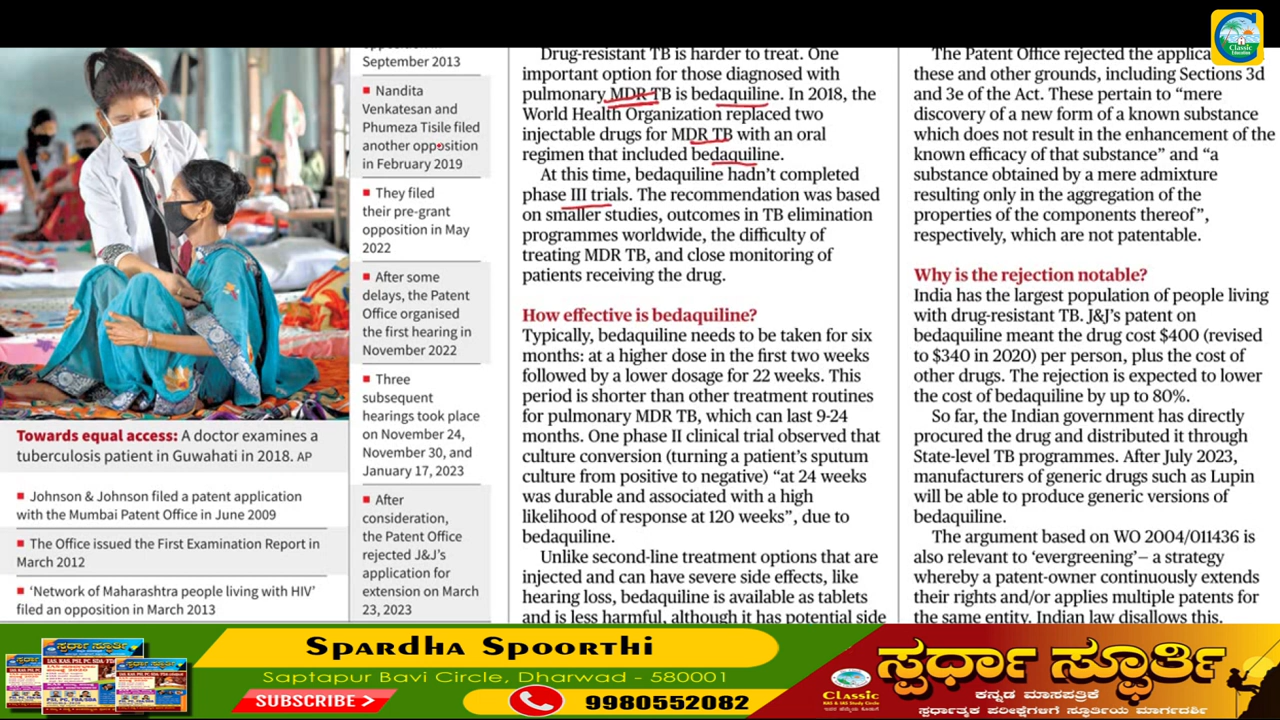 Classic
Education
September 2013
Nandita
Venkatesan and
Phumeza Tisile filed
another opposition
in February 2019
They filed
their pre-grant
opposition in May
2022
After some
delays, the Patent
Office organised
the first hearing in
November 2022
Three
subsequent
hearings took place
on November 24,
November 30, and
January 17, 2023
After
consideration,
the Patent Office
rejected J&J's
application for
extension on March
23, 2023
Towards equal access: A doctor examines a
tuberculosis patient in Guwahati in 2018. AP
Johnson & Johnson filed a patent application
with the Mumbai Patent Office in June 2009
The Office issued the First Examination Report in
March 2012
'Network of Maharashtra people living with HIV'
filed an opposition in March 2013
Drug-resistant TB is harder to treat. One
important option for those diagnosed with
pulmonary MDR TB is bedaquiline. In 2018, the
World Health Organization replaced two
injectable drugs for MDR TB with an oral
regimen that included bedaquiline.
At this time, bedaquiline hadn't completed
phase III trials. The recommendation was based
on smaller studies, outcomes in TB elimination
programmes worldwide, the difficulty of
treating MDR TB, and close monitoring of
patients receiving the drug.
How effective is bedaquiline?
Typically, bedaquiline needs to be taken for six
months: at a higher dose in the first two weeks
followed by a lower dosage for 22 weeks. This
period is shorter than other treatment routines
for pulmonary MDR TB, which can last 9-24
months. One phase II clinical trial observed that
culture conversion (turning a patient's sputum
culture from positive to negative) "at 24 weeks
was durable and associated with a high
likelihood of response at 120 weeks", due to
bedaquiline.
Unlike second-line treatment options that are
injected and can have severe side effects, like
hearing loss, bedaquiline is available as tablets
and is less harmful, although it has potential side
The Patent Office rejected the applica
these and other grounds, including Sections 3d
and 3e of the Act. These pertain to "mere
discovery of a new form of a known substance
which does not result in the enhancement of the
known efficacy of that substance" and "a
substance obtained by a mere admixture
resulting only in the aggregation of the
properties of the components thereof",
respectively, which are not patentable.
Why is the rejection notable?
India has the largest population of people living
with drug-resistant TB. J&J's patent on
bedaquiline meant the drug cost $400 (revised
to $340 in 2020) per person, plus the cost of
other drugs. The rejection is expected to lower
the cost of bedaquiline by up to 80%.
So far, the Indian government has directly
procured the drug and distributed it through
State-level TB programmes. After July 2023,
manufacturers of generic drugs such as Lupin
will be able to produce generic versions of
bedaquiline.
The argument based on WO 2004/011436 is
also relevant to 'evergreening'— a strategy
whereby a patent-owner continuously extends
their rights and/or applies multiple patents for
the same entity. Indian law disallows this.
Spardha Spoorthi
Saptapur Bavi Circle, Dharwad - 580001
SUBSCRIBE
9980552082
Classic
KAS & IAS Study Circle
ಸ್ಪರ್ಧಾ ಸ್ಫೂರ್ತಿ
ಕನ್ನಡ ಮಾಸಪತ್ರಿಕೆ
ಸ್ಪರ್ಧಾತ್ಮಕ ಪರೀಕ್ಷೆಗಳಿಗೆ ಸ್ಫೂರ್ತಿಯ ಮಾರ್ಗದರ್ಶಿ